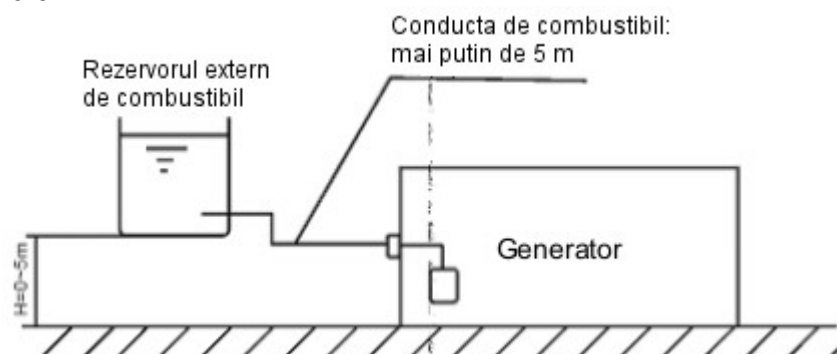 Conducta de combustibil:
mai putin de 5 m
Rezervorul extern
de combustibil
Generator
H=0~5m